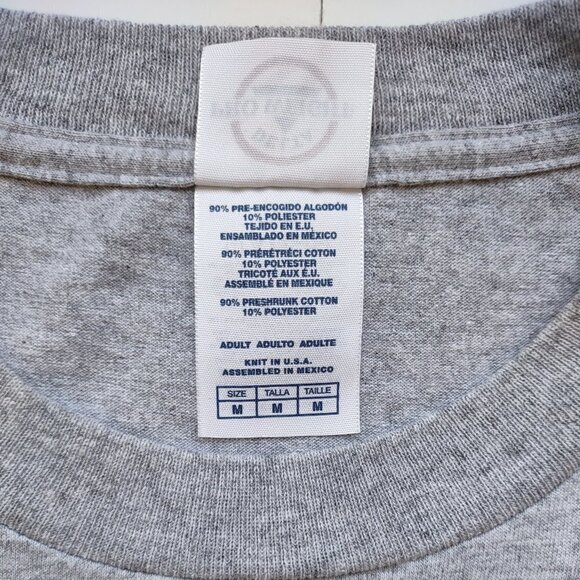 90% PRE-ENCOGIDO ALGODÓN
10% POLIESTER
TEJIDO EN E.U.
ENSAMBLADO EN MÉXICO
90% PRÉRÉTRÉCI COTON
10% POLYESTER
TRICOTÉ AUX É.U.
ASSEMBLÉ EN MEXIQUE
90% PRESHRUNK COTTON
10% POLYESTER
ADULT ADULTO ADULTE
KNIT IN U.S.A.
ASSEMBLED IN MEXICO
SIZE TALLA TAILLE
M M M